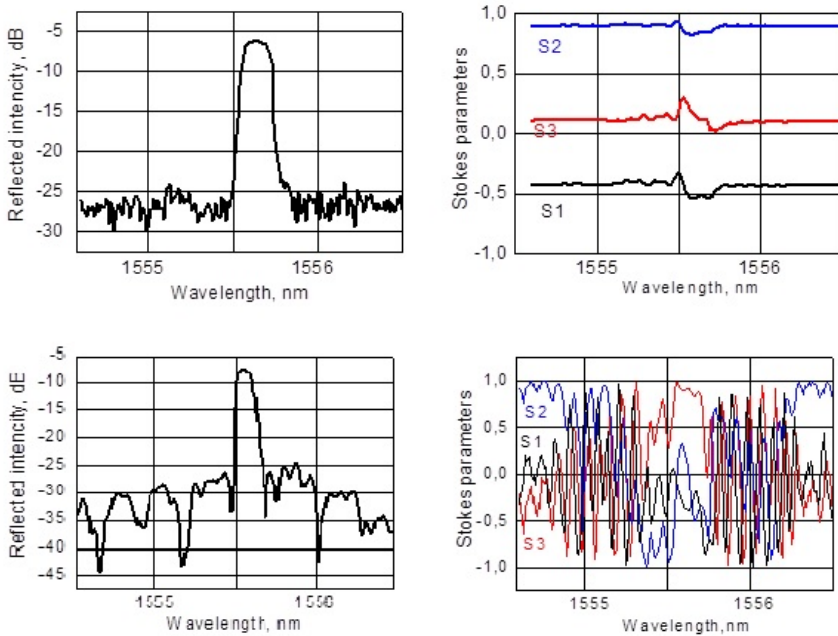 Reflected intencity, dB
-5
-10
-15
-20
-25
-30
1555
1556
Wavelength, nm
Stokes parameters
1,0
0,5
0,0
-0,5
-1,0
S2
S3
S1
1555
1556
Wavelength, nm
Reflected intencity, dE
-5
-10
-15
-20
-25
-30
-35
-40
-45
1555
1550
Wavelength, nm
Stokes parameters
1,0
0,5
0,0
-0,5
-1,0
S2
S1
S3
1555
1556
Wavelength,nm